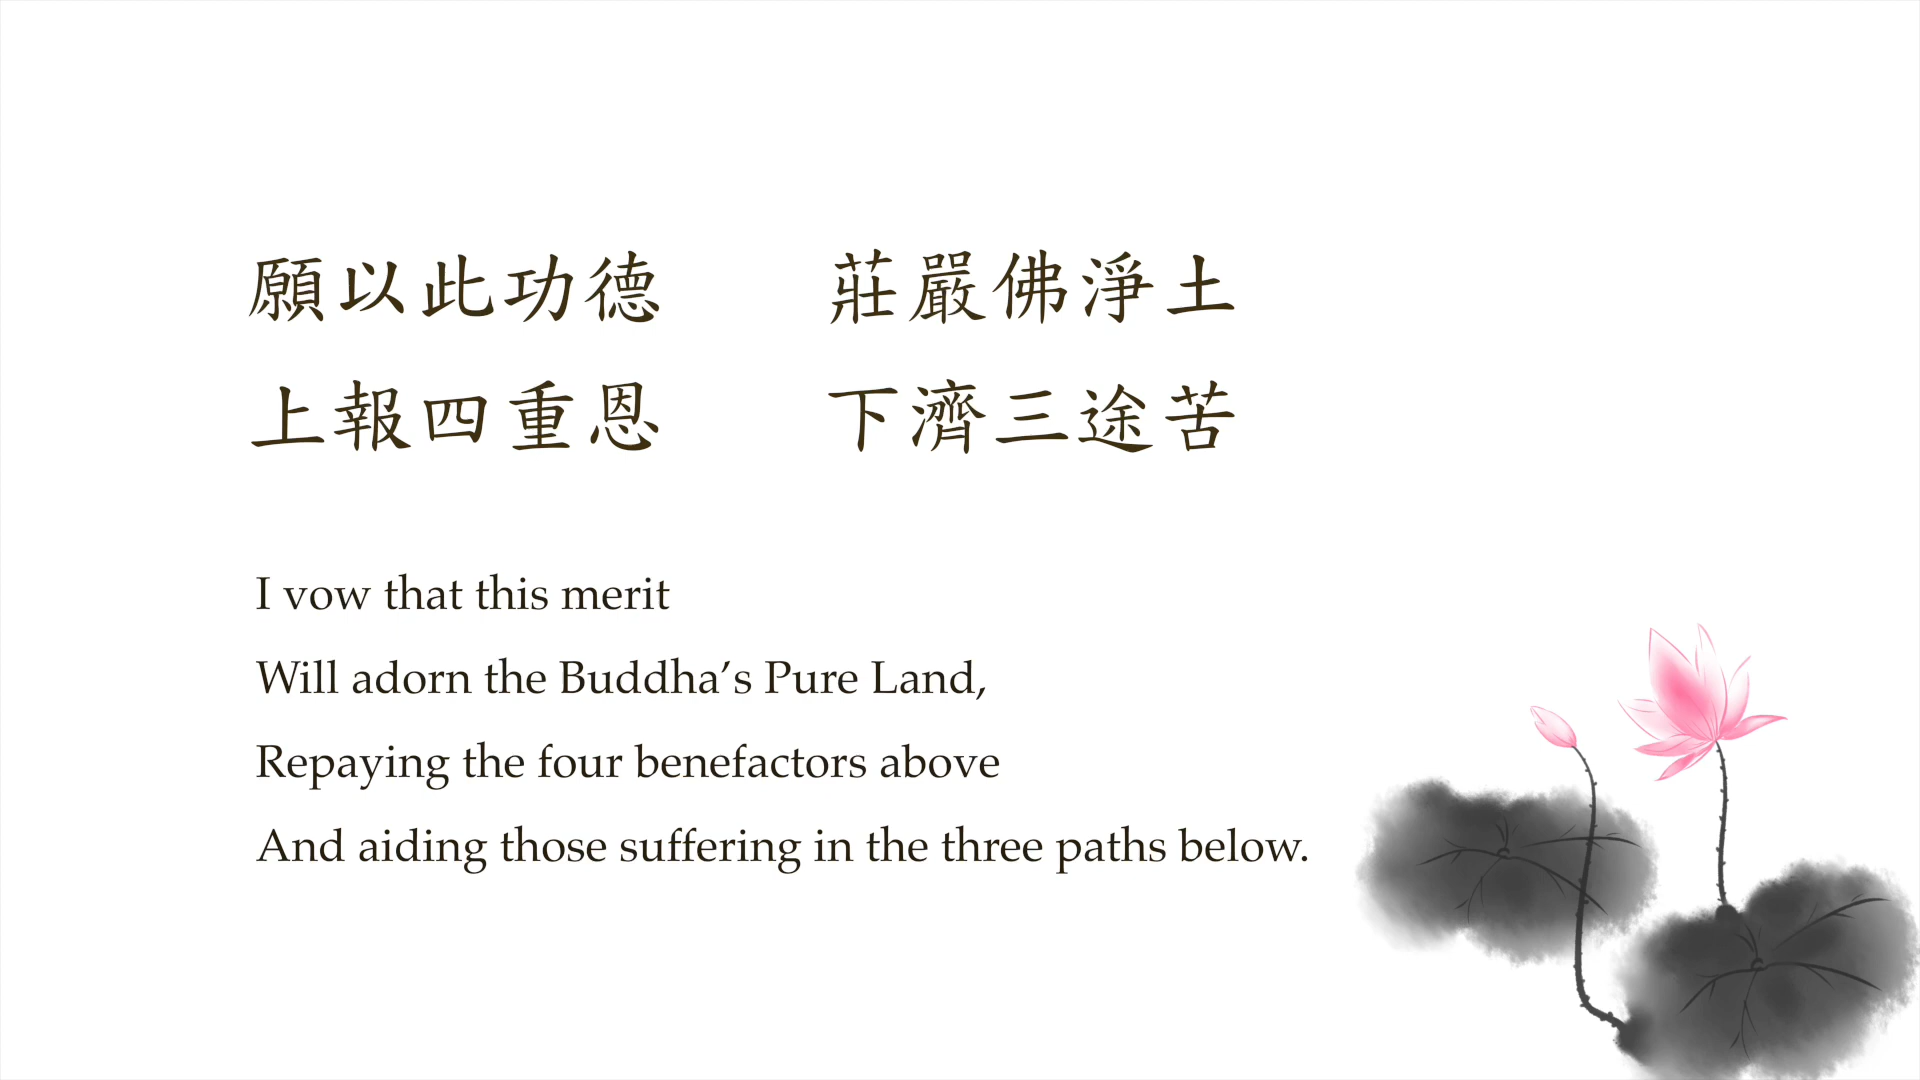 願以此功德　　莊嚴佛淨土
上報四重恩　　下濟三途苦
I vow that this merit
Will adorn the Buddha’s Pure Land,
Repaying the four benefactors above
And aiding those suffering in the three paths below.